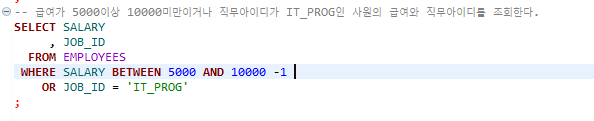 ;
-- 급여가 5000이상 10000미만이거나 직무아이디가 IT_PROG인 사원의 급여와 직무아이디를 조회한다.
SELECT SALARY
, JOB_ID
FROM EMPLOYEES
WHERE SALARY BETWEEN 5000 AND 10000 -1
OR JOB_ID = 'IT_PROG'
;